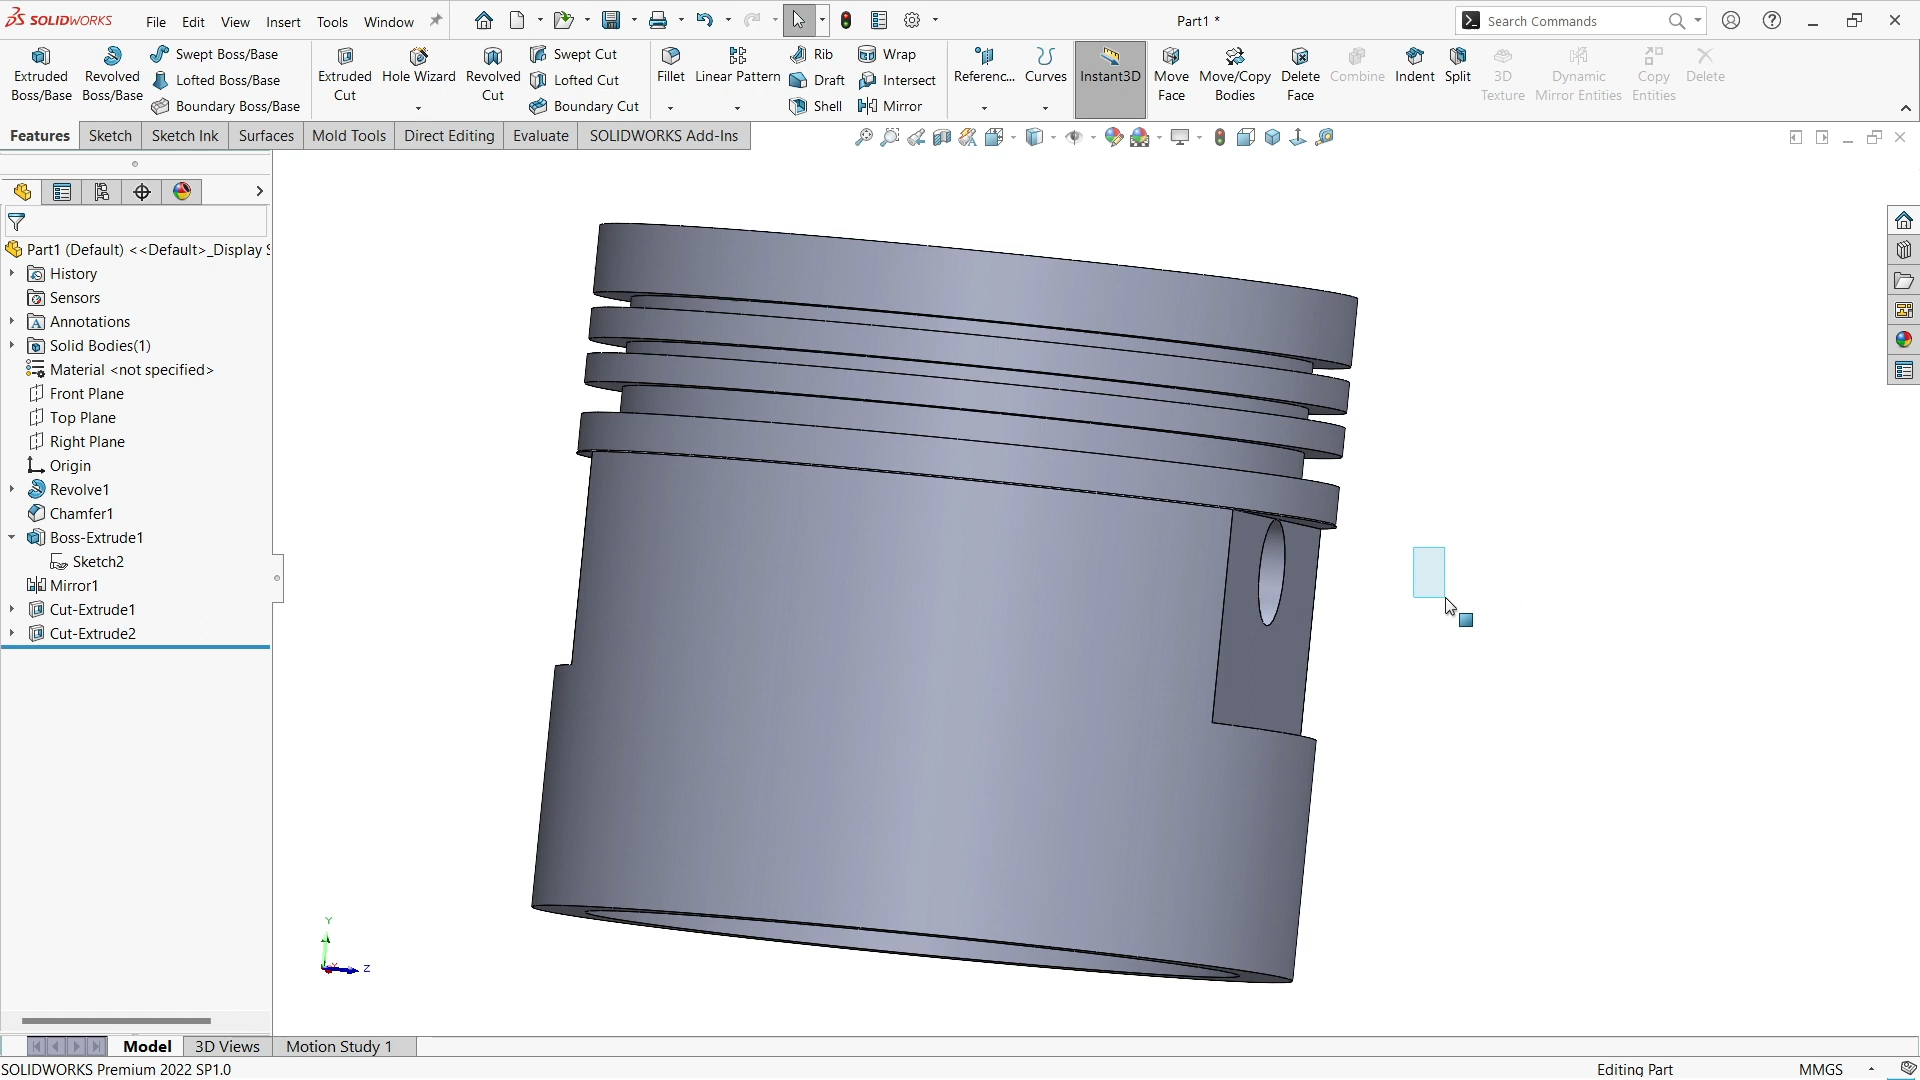 SOLIDWORKS File Edit View Insert Tools Window Part1 * Search Commands
Extruded Boss/Base
Revolved Boss/Base
Swept Boss/Base
Lofted Boss/Base
Boundary Boss/Base
Extruded Cut
Hole Wizard
Revolved Cut
Swept Cut
Lofted Cut
Boundary Cut
Fillet
Linear Pattern
Rib
Draft
Shell
Wrap
Intersect
Mirror
Referenc...
Curves
Instant3D
Move Face
Move/Copy Bodies
Delete Face
Combine
Indent
Split
3D Texture
Dynamic Mirror Entities
Copy Entities
Delete
Features Sketch Sketch Ink Surfaces Mold Tools Direct Editing Evaluate SOLIDWORKS Add-Ins
Part1 (Default) <<Default>_Display S
History
Sensors
Annotations
Solid Bodies(1)
Material <not specified>
Front Plane
Top Plane
Right Plane
Origin
Revolve1
Chamfer1
Boss-Extrude1
Sketch2
Mirror1
Cut-Extrude1
Cut-Extrude2
Y
Z
Model 3D Views Motion Study 1
SOLIDWORKS Premium 2022 SP1.0 Editing Part MMGS